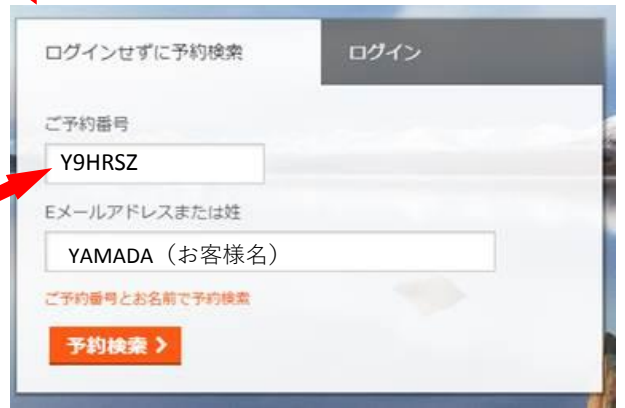 ログインせずに予約検索
ログイン
ご予約番号
Y9HRSZ
Eメールアドレスまたは姓
YAMADA（お客様名）
ご予約番号とお名前で予約検索
予約検索 >